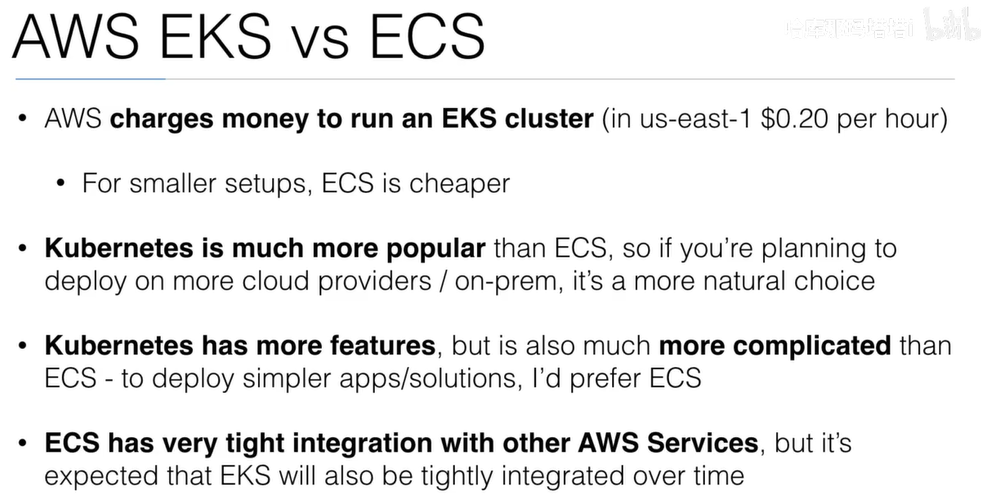 AWS EKS vs ECS
• AWS charges money to run an EKS cluster (in us-east-1 $0.20 per hour)
• For smaller setups, ECS is cheaper
• Kubernetes is much more popular than ECS, so if you're planning to
deploy on more cloud providers / on-prem, it's a more natural choice
• Kubernetes has more features, but is also much more complicated than
ECS - to deploy simpler apps/solutions, I'd prefer ECS
• ECS has very tight integration with other AWS Services, but it's
expected that EKS will also be tightly integrated over time